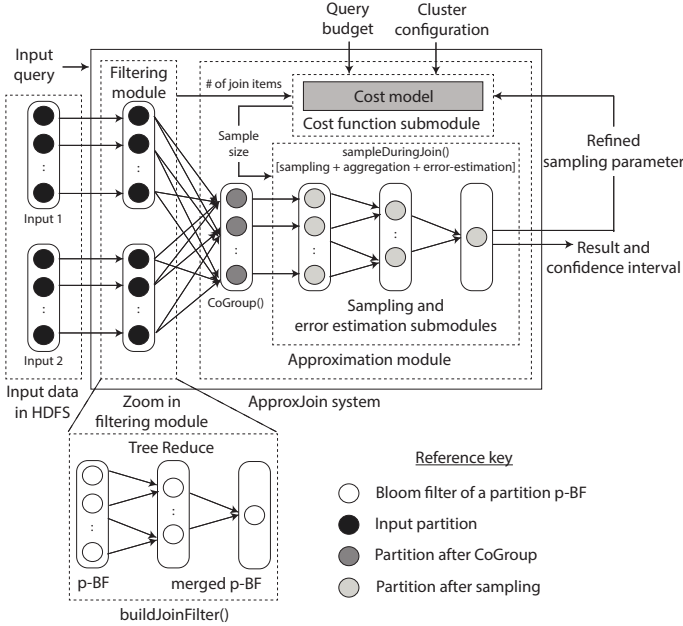 Query
budget
Cluster
configuration
Input
query
Filtering
module
# of join items
Cost model
Cost function submodule
Sample
size
sampleDuringJoin()
[sampling + aggregation + error-estimation]
Refined
sampling parameter
Input 1
Result and
confidence interval
CoGroup()
Sampling and
error estimation submodules
Input 2
Approximation module
Input data
in HDFS
Zoom in
filtering module
ApproxJoin system
Tree Reduce
p-BF
merged p-BF
buildJoinFilter()
Reference key
Bloom filter of a partition p-BF
Input partition
Partition after CoGroup
Partition after sampling